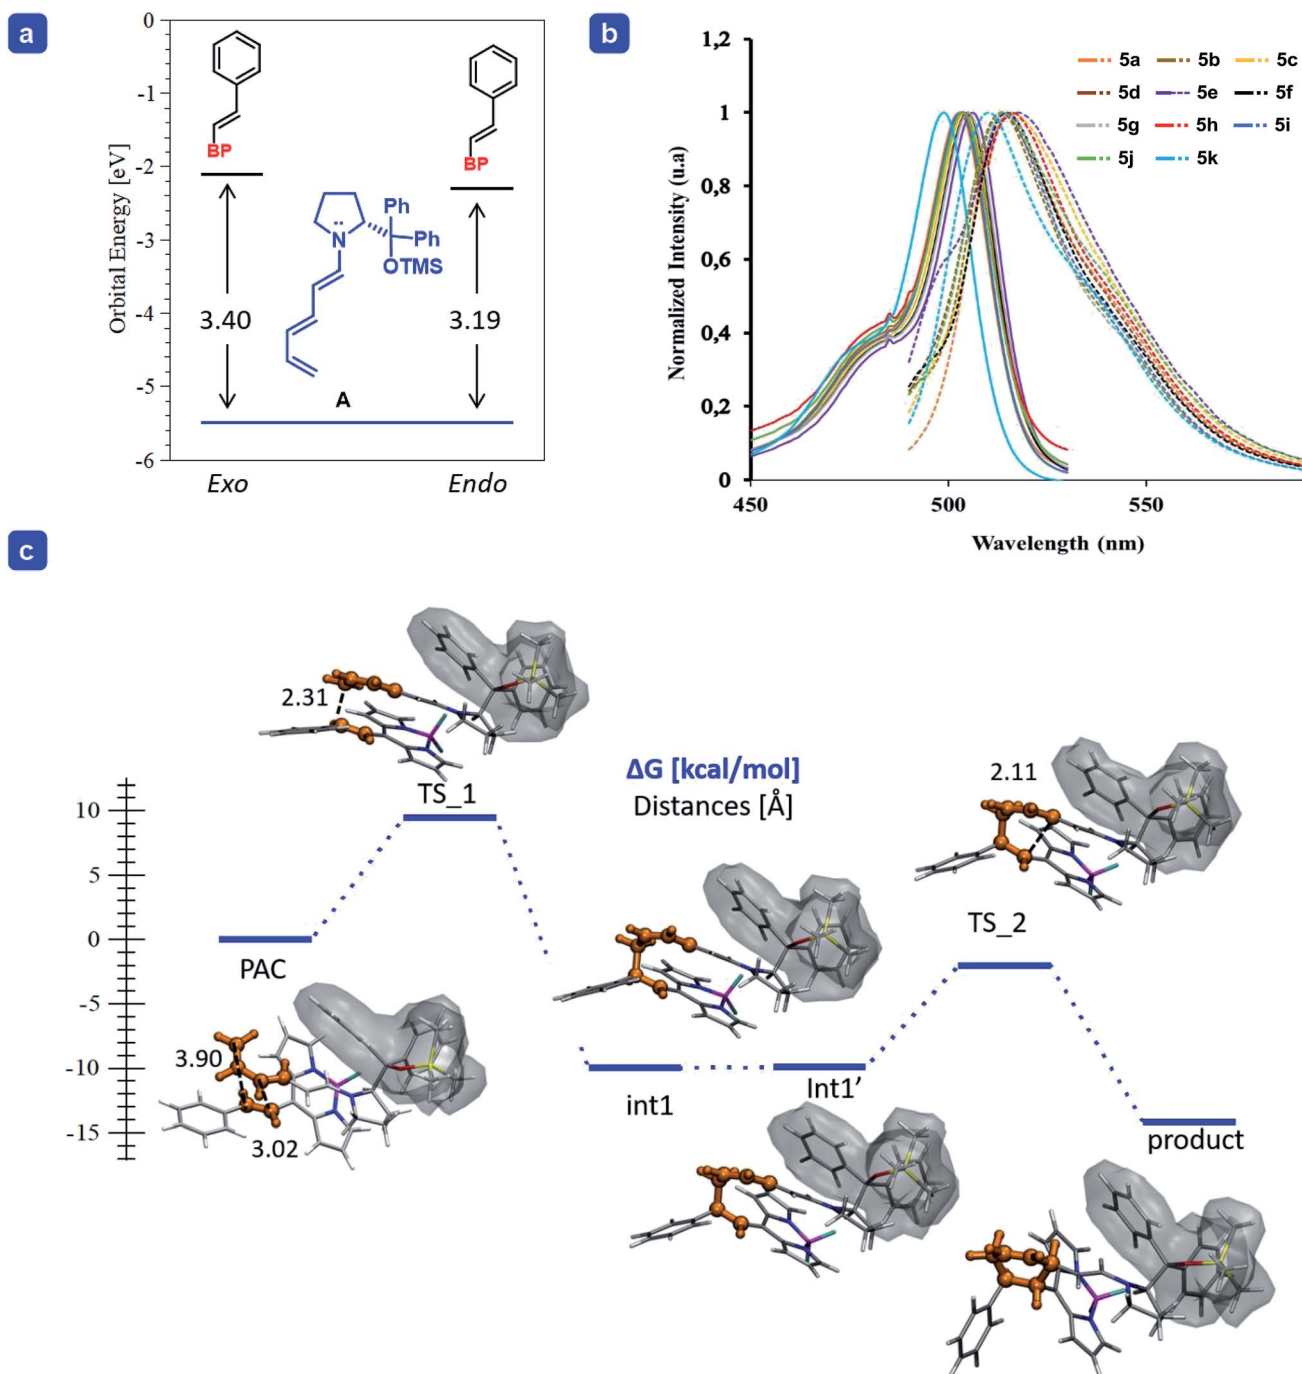 a
Orbital Energy [eV]
0
-1
-2
-3
-4
-5
-6
BP
BP
N
Ph
Ph
OTMS
3.40
3.19
A
Exo
Endo
b
Normalized Intensity (u.a)
1,2
1
0,8
0,6
0,4
0,2
0
450
500
550
Wavelength (nm)
5a 5b 5c
5d 5e 5f
5g 5h 5i
5j 5k
c
2.31
TS_1
ΔG [kcal/mol]
Distances [Å]
2.11
TS_2
10
5
0
-5
-10
-15
PAC
3.90
3.02
int1
Int1’
product